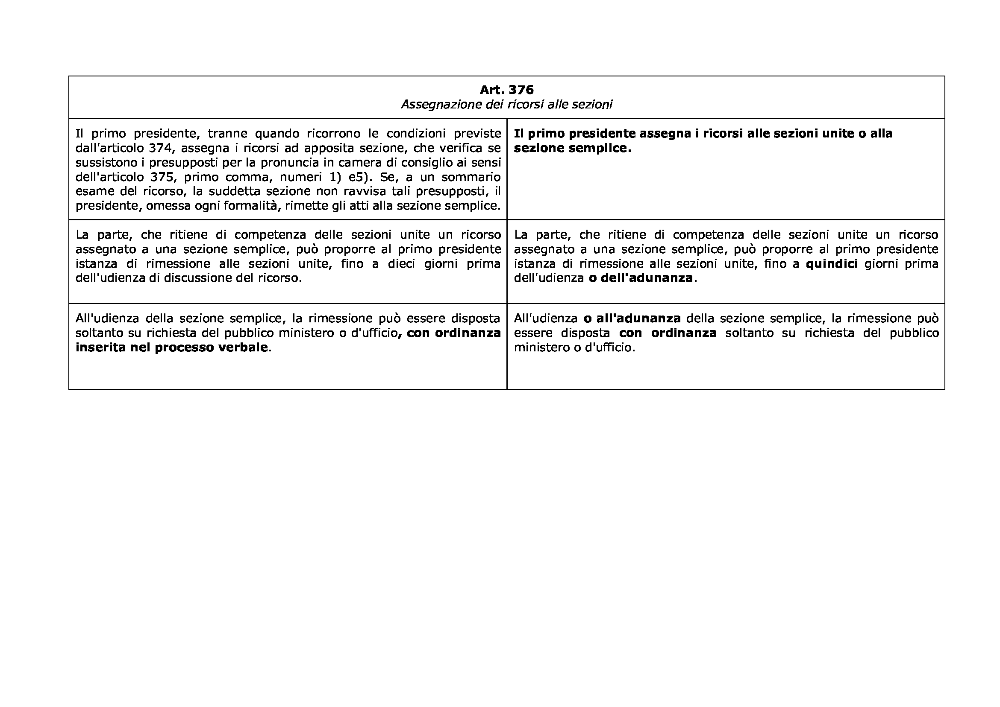 Art. 376
Assegnazione dei ricorsi alle sezioni
Il primo presidente, tranne quando ricorrono le condizioni previste
dall'articolo 374, assegna i ricorsi ad apposita sezione, che verifica se
sussistono i presupposti per la pronuncia in camera di consiglio ai sensi
dell'articolo 375, primo comma, numeri 1) e5). Se, a un sommario
esame del ricorso, la suddetta sezione non ravvisa tali presupposti, il
presidente, omessa ogni formalità, rimette gli atti alla sezione semplice.
Il primo presidente assegna i ricorsi alle sezioni unite o alla
sezione semplice.
La parte, che ritiene di competenza delle sezioni unite un ricorso
assegnato a una sezione semplice, può proporre al primo presidente
istanza di rimessione alle sezioni unite, fino a dieci giorni prima
dell'udienza di discussione del ricorso.
La parte, che ritiene di competenza delle sezioni unite un ricorso
assegnato a una sezione semplice, può proporre al primo presidente
istanza di rimessione alle sezioni unite, fino a quindici giorni prima
dell'udienza o dell'adunanza.
All'udienza della sezione semplice, la rimessione può essere disposta
soltanto su richiesta del pubblico ministero o d'ufficio, con ordinanza
inserita nel processo verbale.
All'udienza o all'adunanza della sezione semplice, la rimessione può
essere disposta con ordinanza soltanto su richiesta del pubblico
ministero o d'ufficio.